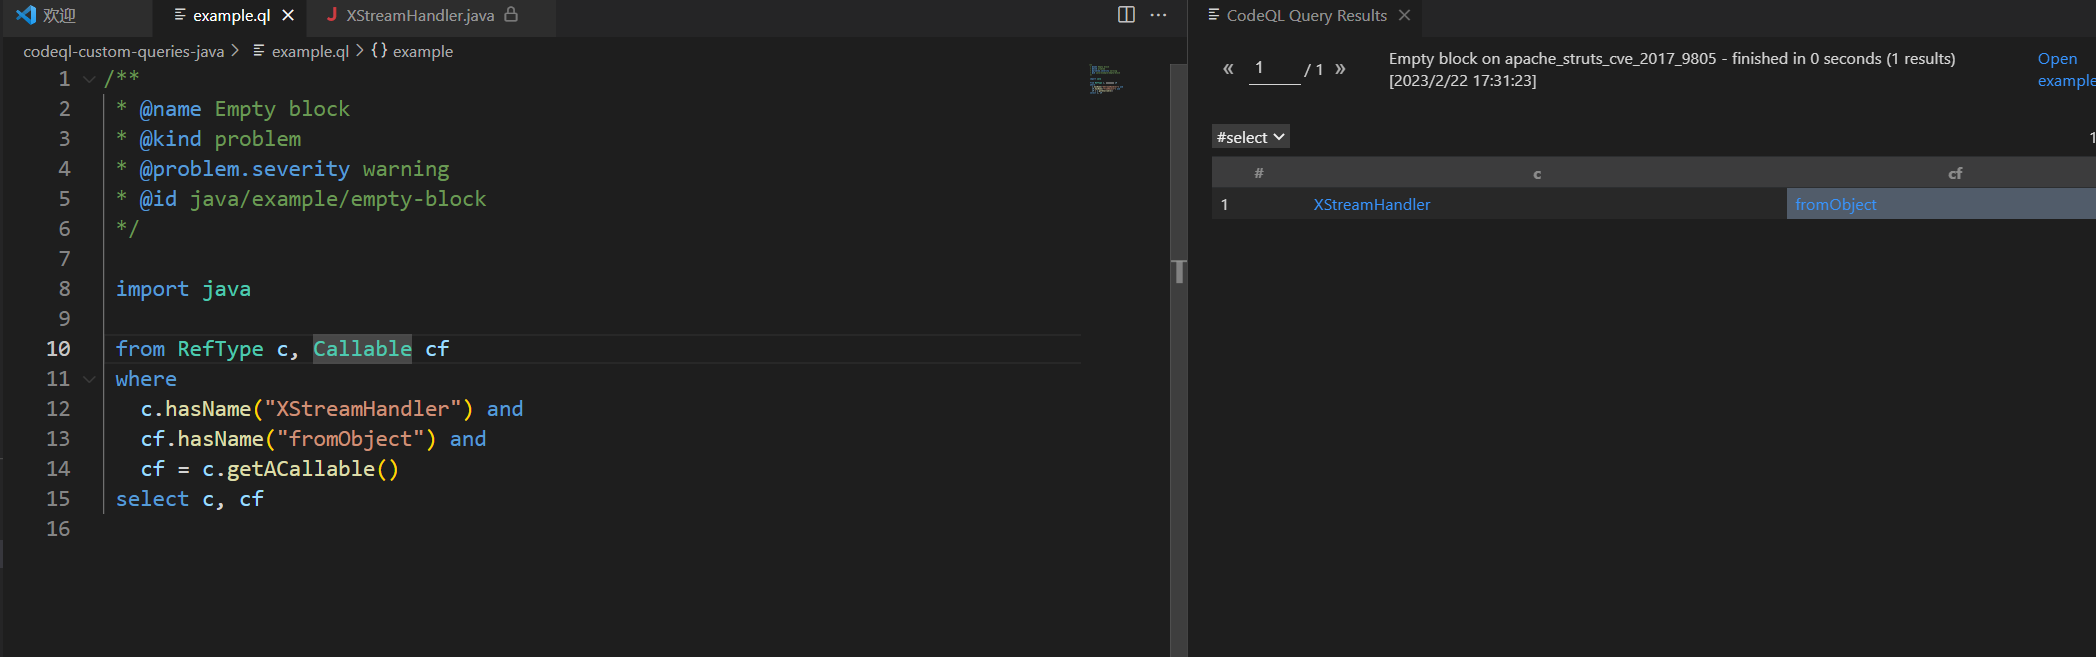 欢迎
example.ql
XStreamHandler.java
codeql-custom-queries-java > example.ql > {} example
1 /**
2 * @name Empty block
3 * @kind problem
4 * @problem.severity warning
5 * @id java/example/empty-block
6 */
7
8 import java
9
10 from RefType c, Callable cf
11 where
12 c.hasName("XStreamHandler") and
13 cf.hasName("fromObject") and
14 cf = c.getACallable()
15 select c, cf
16
CodeQL Query Results
« 1 / 1 »
Empty block on apache_struts_cve_2017_9805 - finished in 0 seconds (1 results)
[2023/2/22 17:31:23]
Open
example
#select
1
# c cf
1 XStreamHandler fromObject